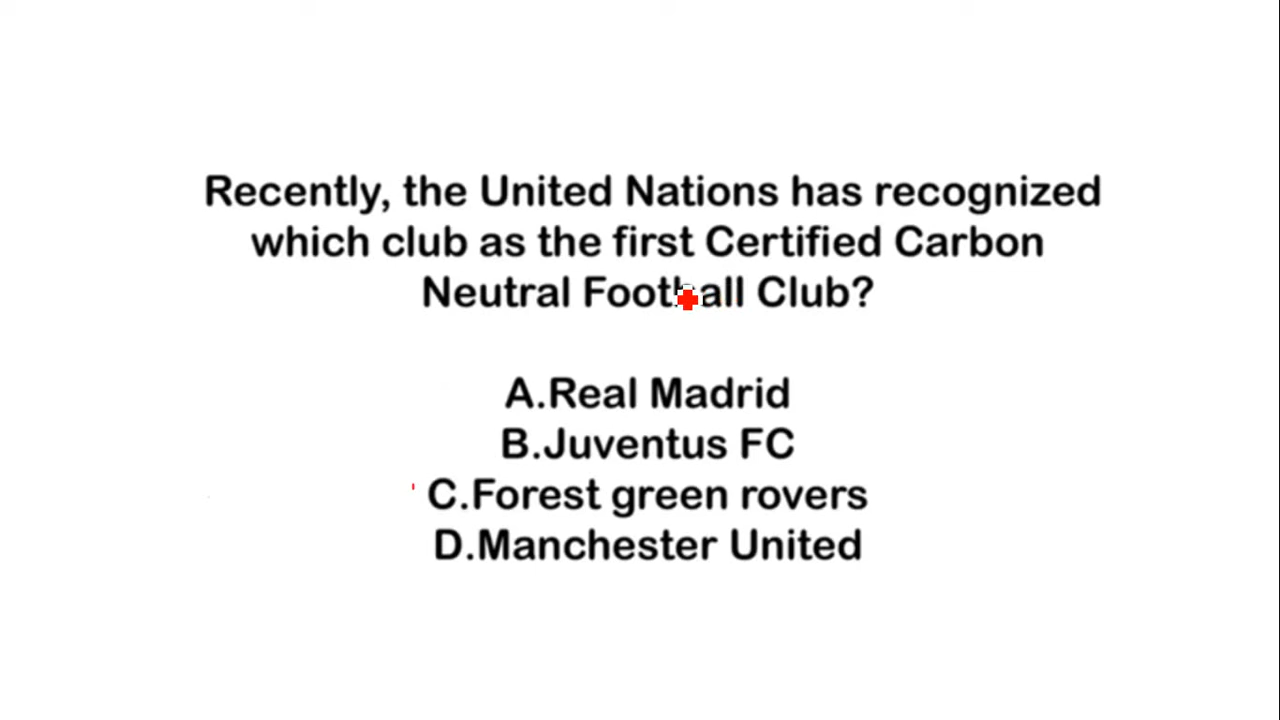 Recently, the United Nations has recognized
which club as the first Certified Carbon
Neutral Football Club?
A.Real Madrid
B.Juventus FC
C.Forest green rovers
D.Manchester United